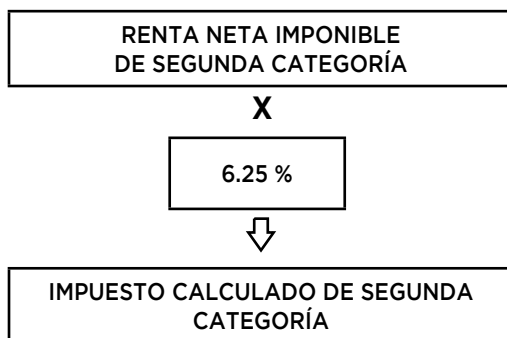 RENTA NETA IMPONIBLE
DE SEGUNDA CATEGORÍA
X
6.25 %
IMPUESTO CALCULADO DE SEGUNDA
CATEGORÍA